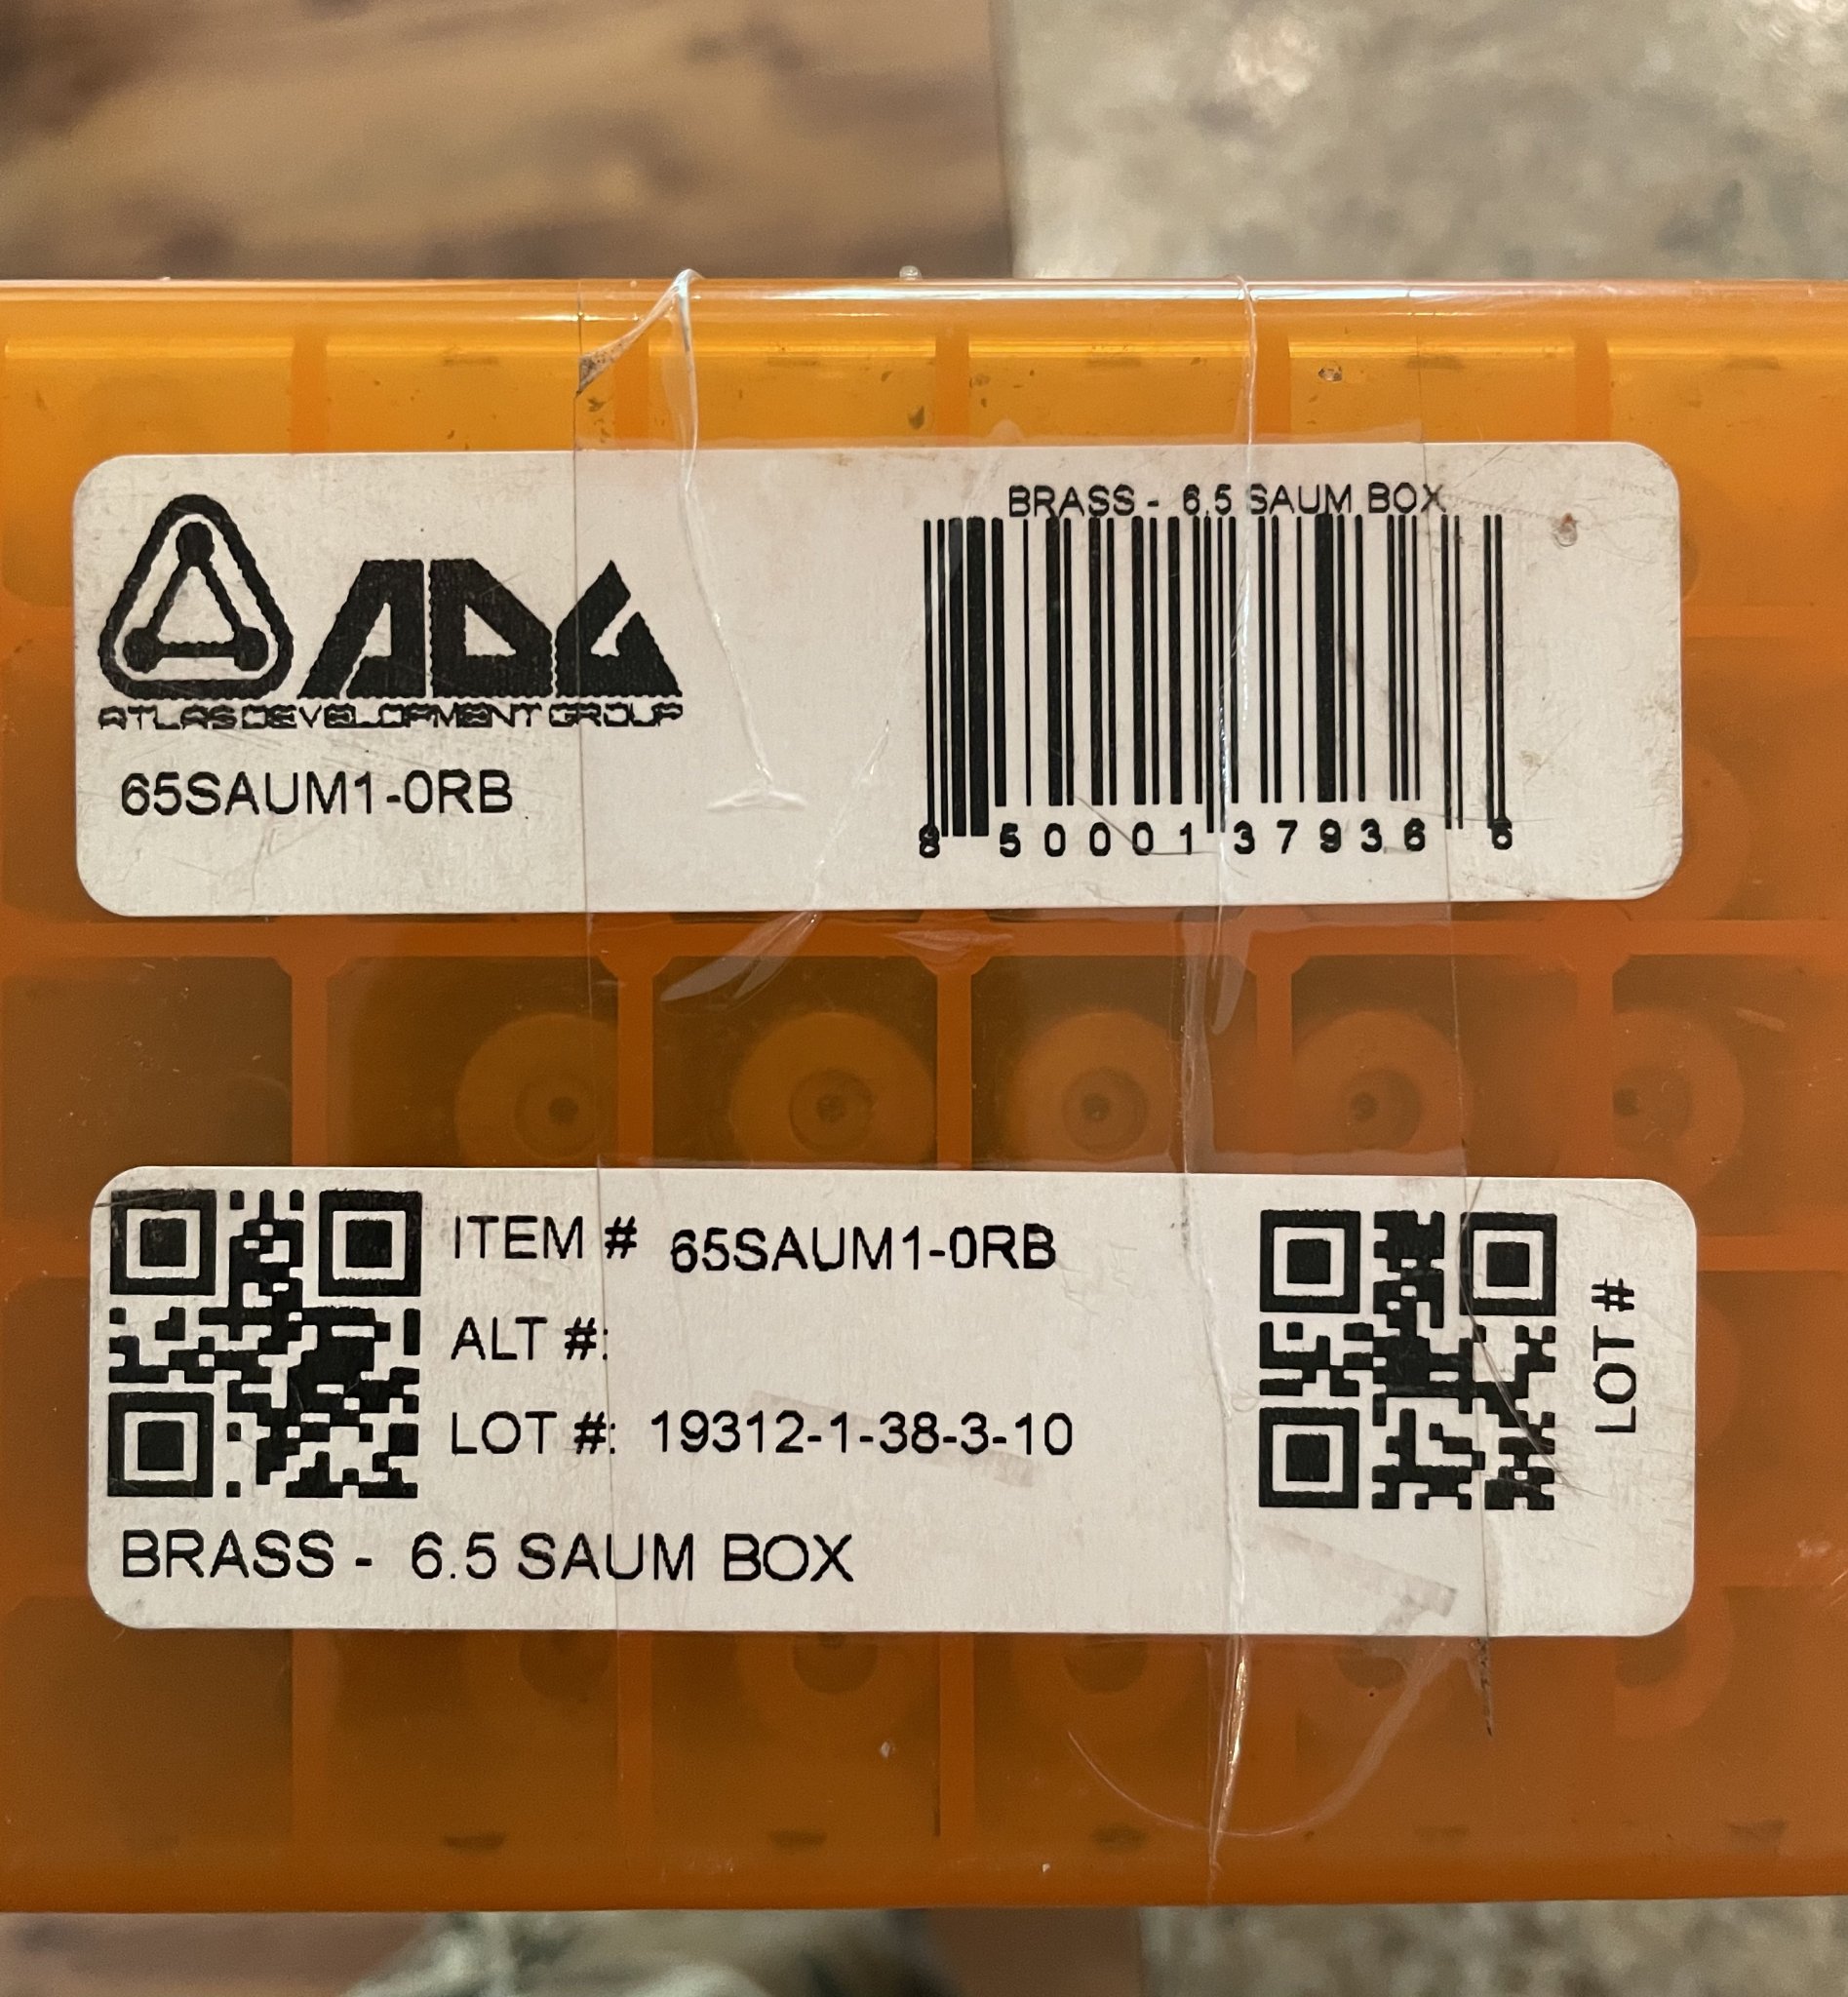 BRASS - 6.5 SAUM BOX
ADG
ATLAS DEVELOPMENT GROUP
65SAUM1-0RB
8 50001 37936 6
ITEM # 65SAUM1-0RB
ALT #:
LOT #: 19312-1-38-3-10
LOT #
BRASS - 6.5 SAUM BOX